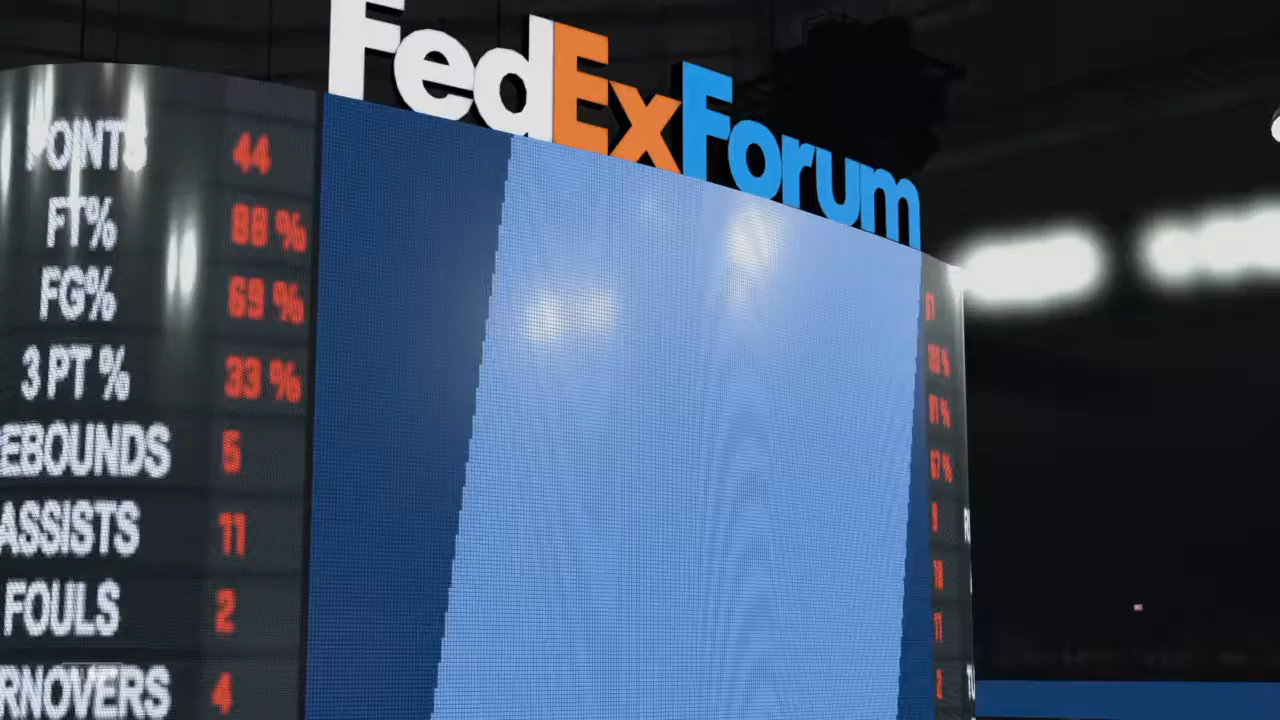 FedExForum
POINTS 44
FT% 88 %
FG% 69 %
3 PT % 33 %
EBOUNDS 5
ASSISTS 11
FOULS 2
RNOVERS 4